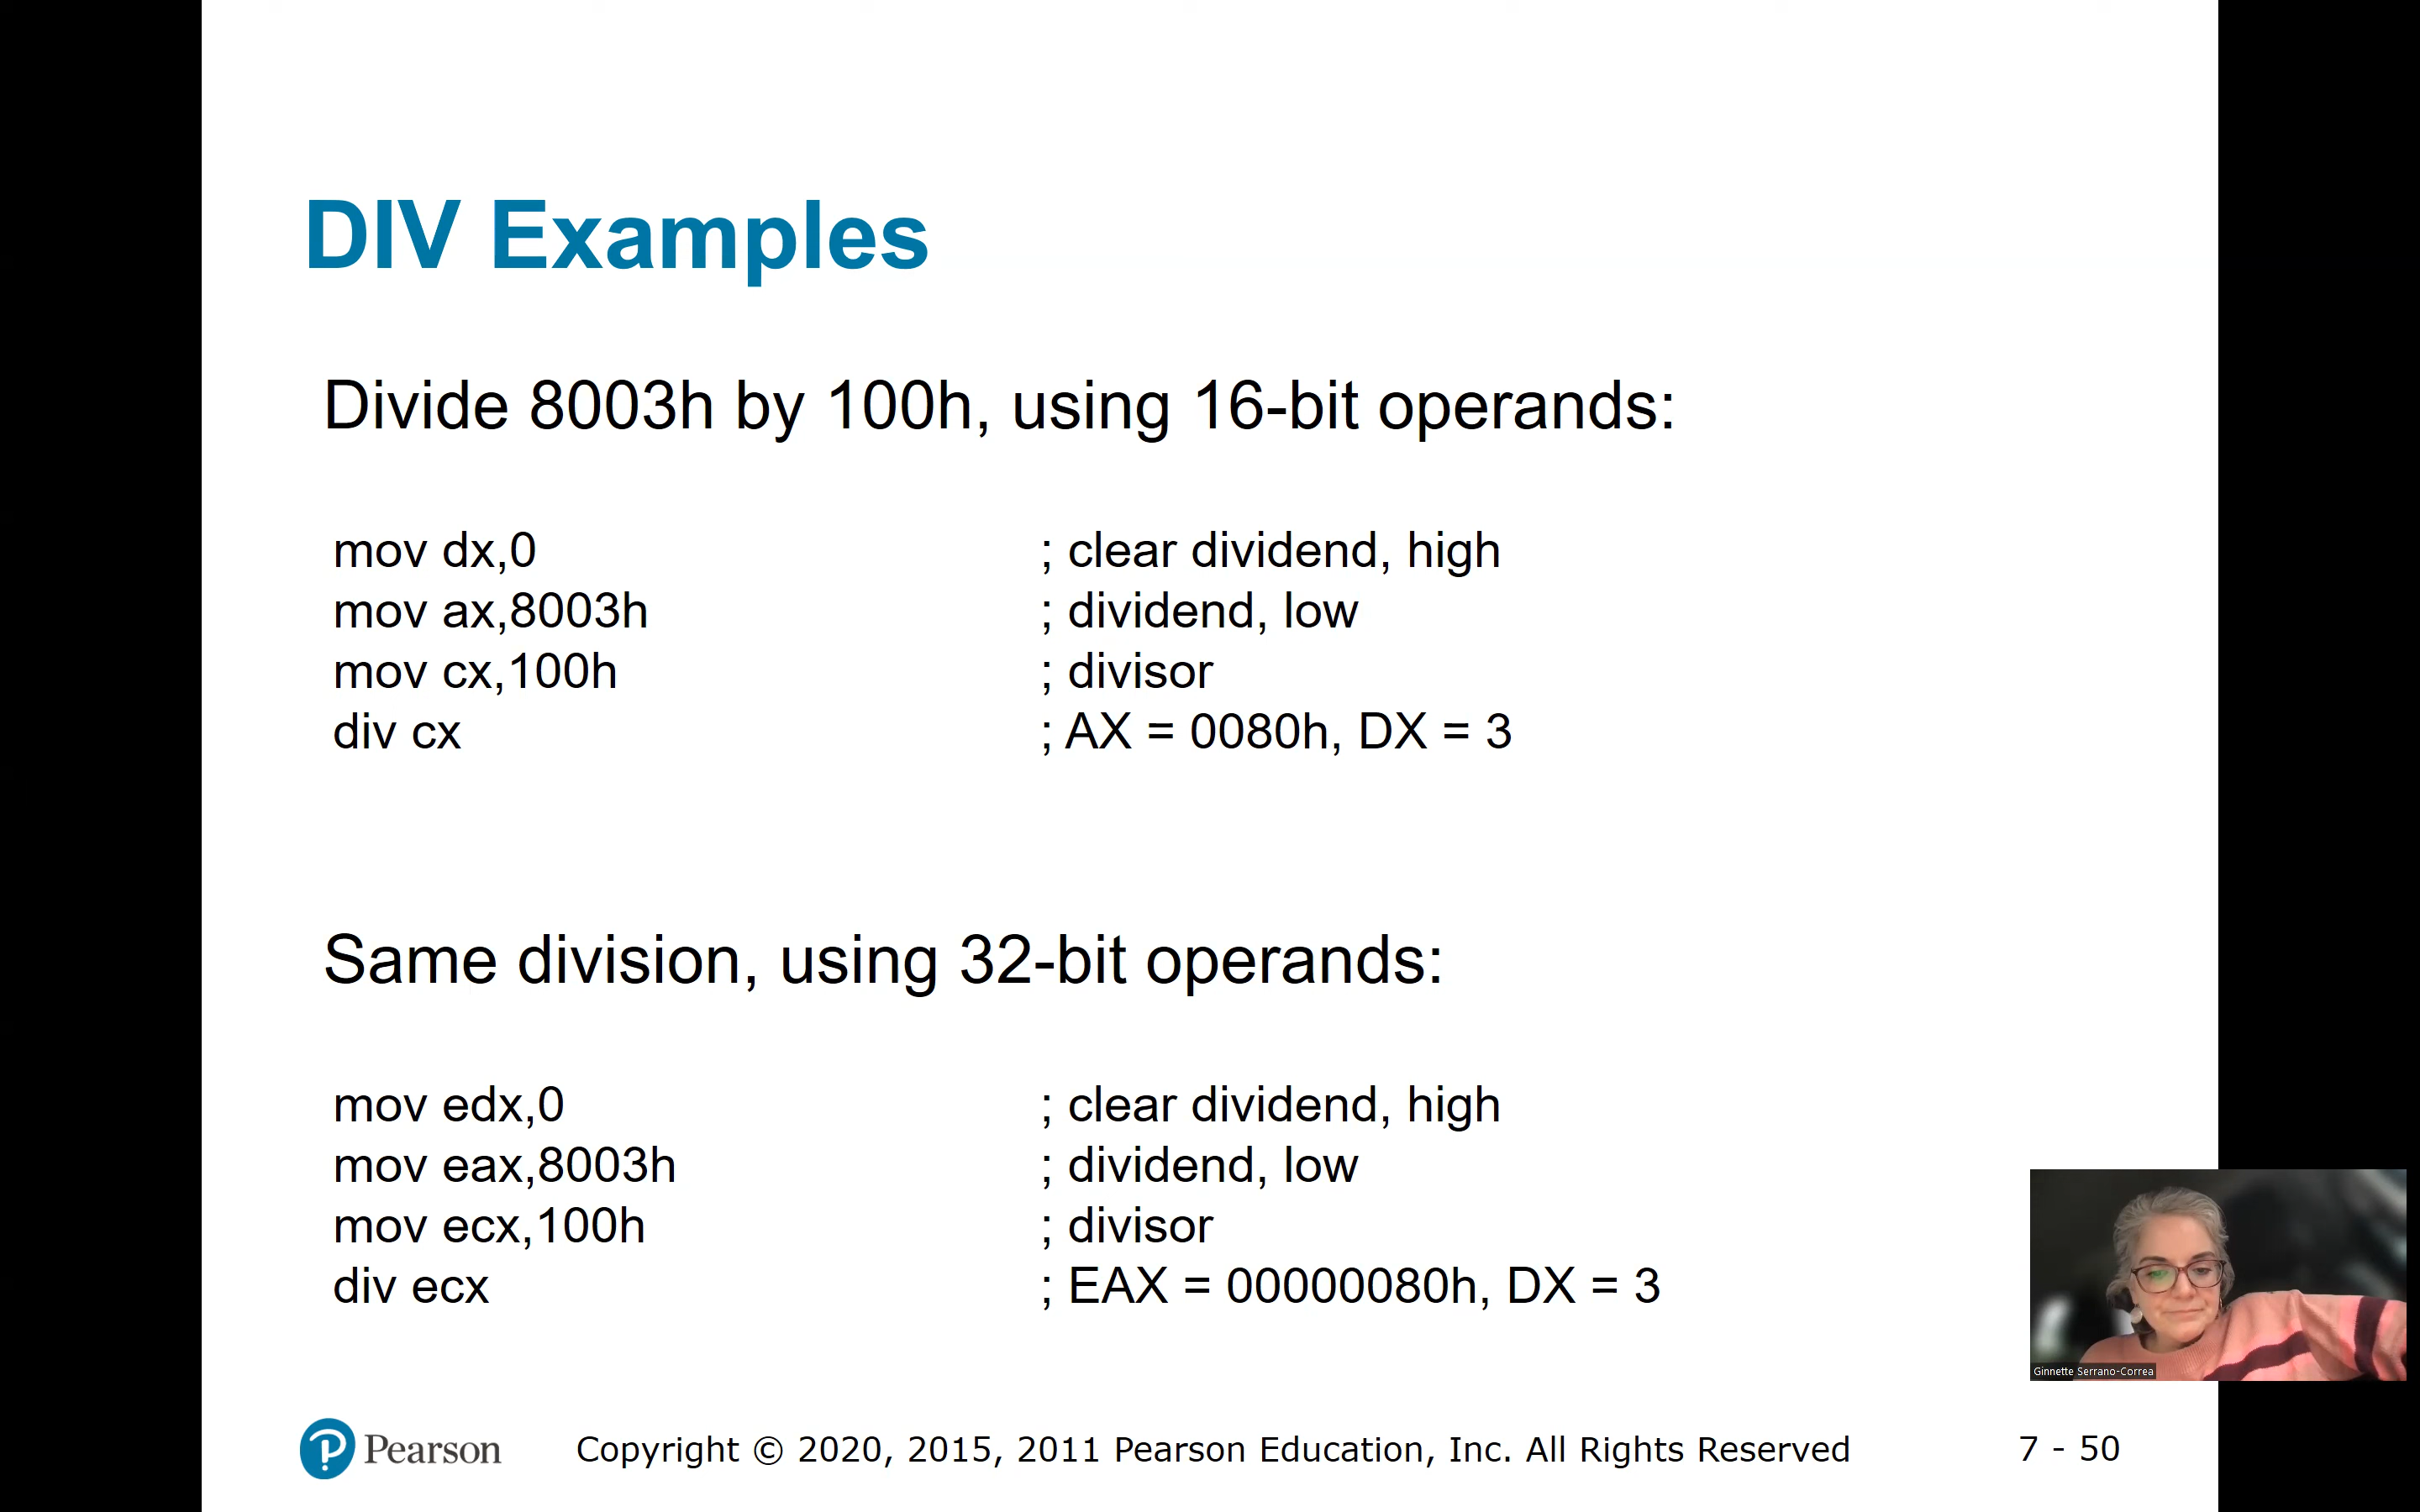 DIV Examples
Divide 8003h by 100h, using 16-bit operands:
mov dx,0 ; clear dividend, high
mov ax,8003h ; dividend, low
mov cx,100h ; divisor
div cx ; AX = 0080h, DX = 3
Same division, using 32-bit operands:
mov edx,0 ; clear dividend, high
mov eax,8003h ; dividend, low
mov ecx,100h ; divisor
div ecx ; EAX = 00000080h, DX = 3
Ginnette Serrano-Correa
Pearson Copyright © 2020, 2015, 2011 Pearson Education, Inc. All Rights Reserved 7 - 50